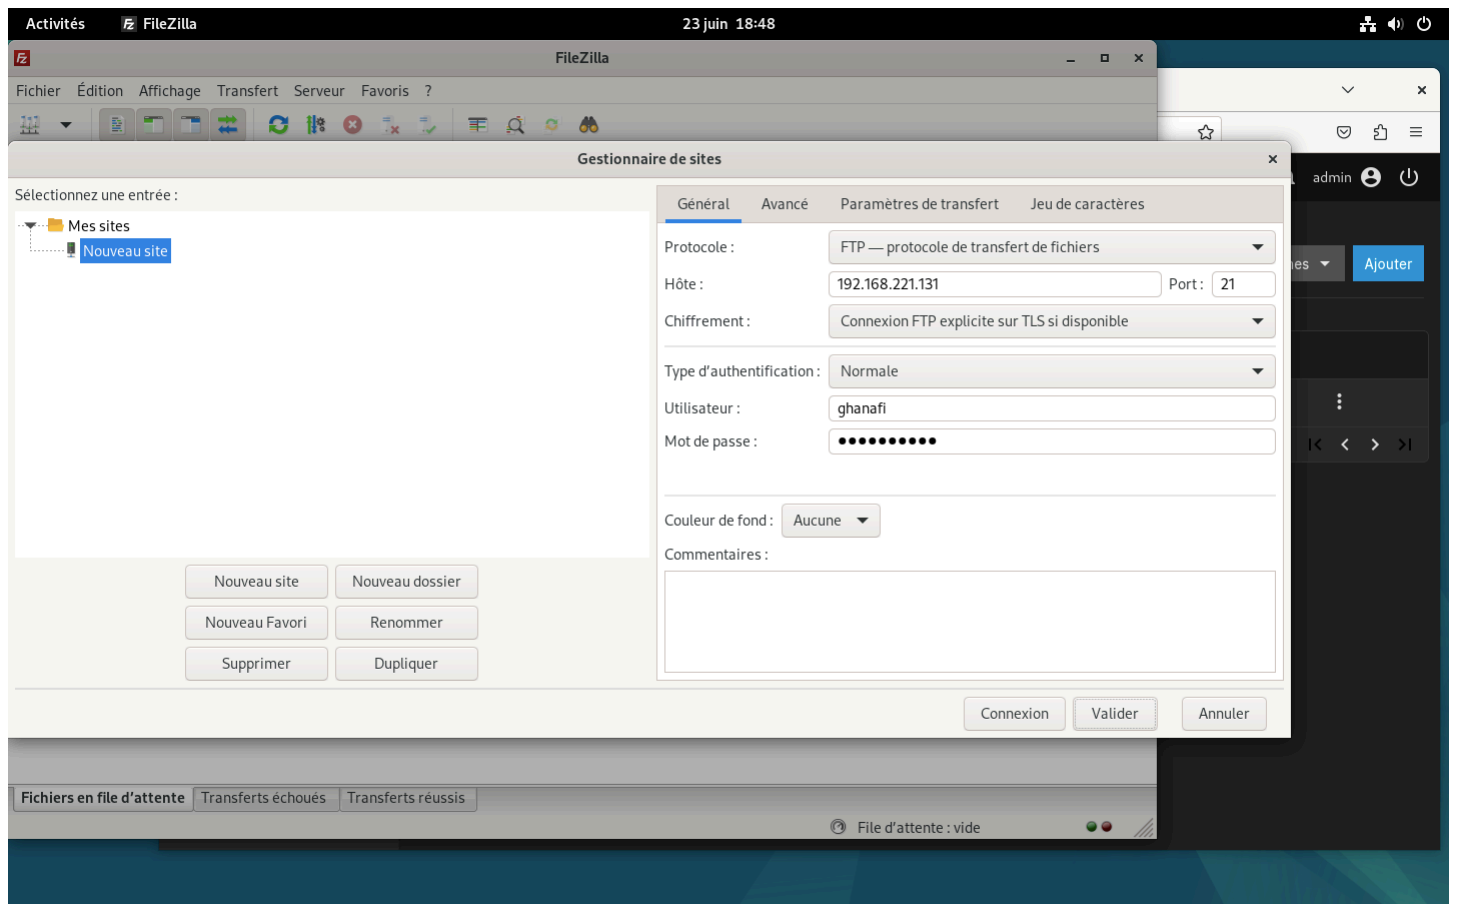 Activités FileZilla 23 juin 18:48
FileZilla
Fichier Édition Affichage Transfert Serveur Favoris ?
Gestionnaire de sites
admin
Sélectionnez une entrée :
Mes sites
Nouveau site
Général Avancé Paramètres de transfert Jeu de caractères
Protocole : FTP — protocole de transfert de fichiers
Ajouter
Hôte : 192.168.221.131 Port : 21
Chiffrement : Connexion FTP explicite sur TLS si disponible
Type d'authentification : Normale
Utilisateur : ghanafi
Mot de passe : ●●●●●●●●●●
Couleur de fond : Aucune
Commentaires :
Nouveau site Nouveau dossier
Nouveau Favori Renommer
Supprimer Dupliquer
Connexion Valider Annuler
Fichiers en file d'attente Transferts échoués Transferts réussis
File d'attente : vide